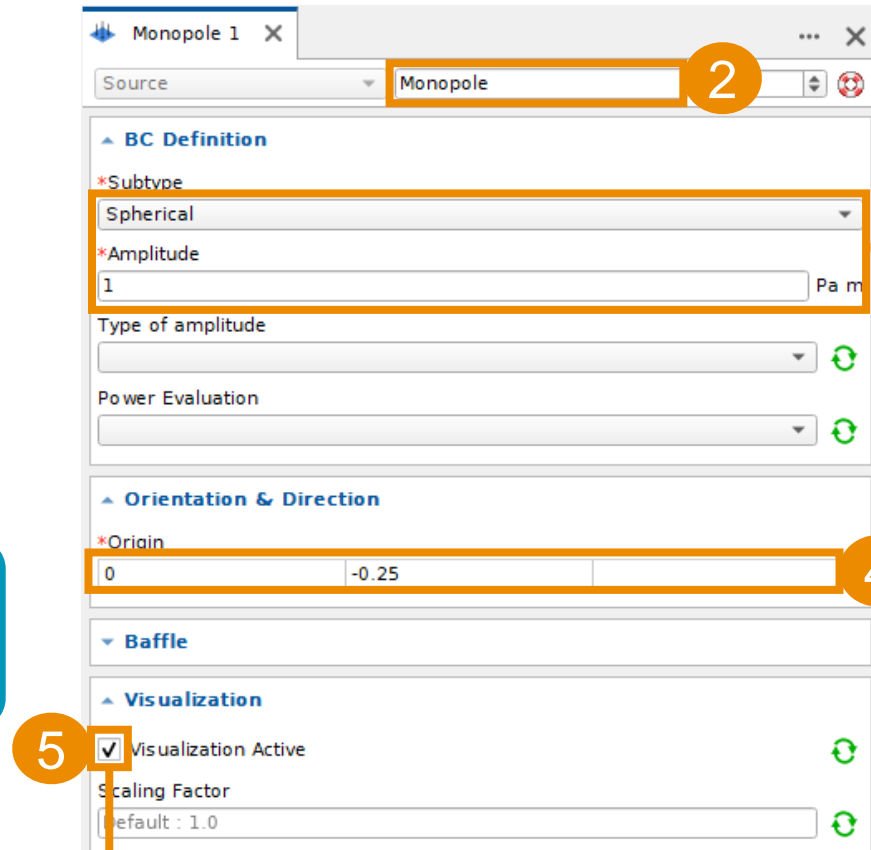 Monopole 1
Source Monopole 2
BC Definition
*Subtype
Spherical
*Amplitude
1 Pa m
Type of amplitude
Power Evaluation
Orientation & Direction
*Origin
0 -0.25
Baffle
Visualization
5 Visualization Active
Scaling Factor
Default : 1.0